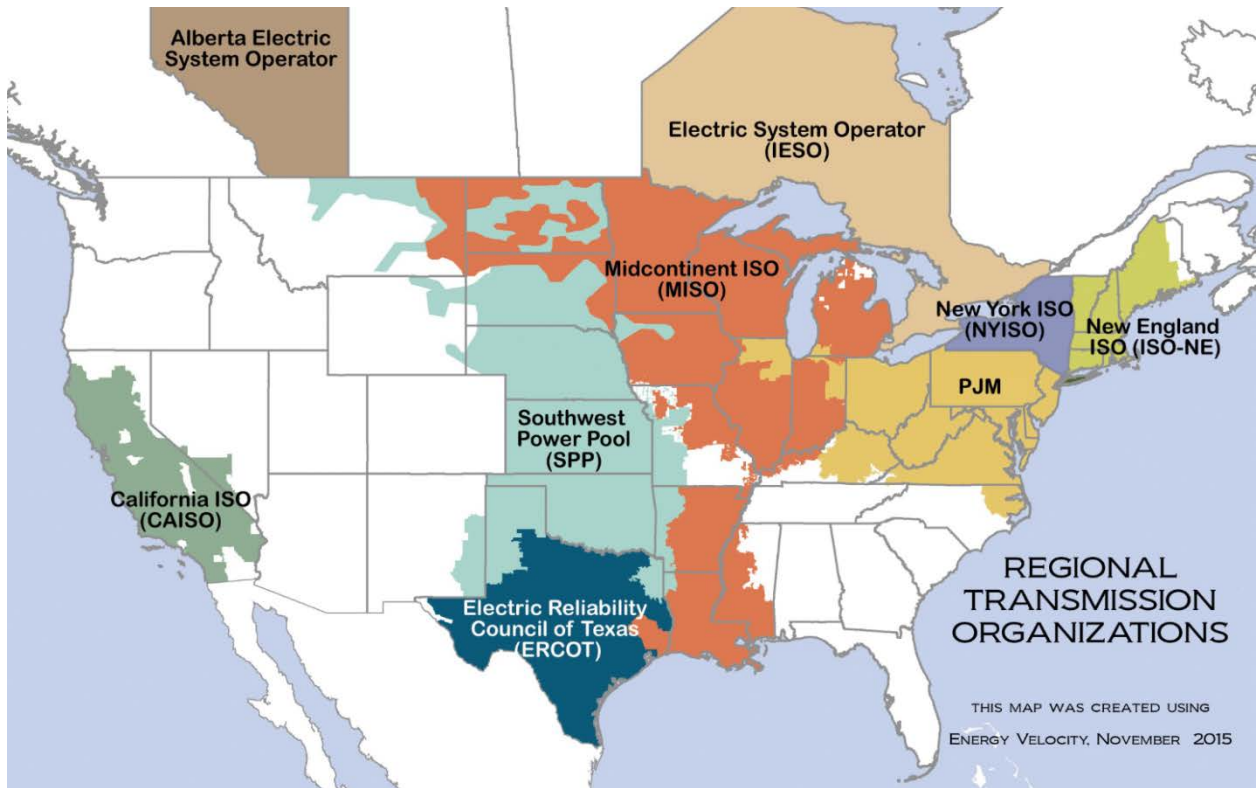 Alberta Electric
System Operator
Electric System Operator
(IESO)
Midcontinent ISO
(MISO)
New York ISO
(NYISO)
New England
ISO (ISO-NE)
PJM
Southwest
Power Pool
(SPP)
California ISO
(CAISO)
Electric Reliability
Council of Texas
(ERCOT)
REGIONAL
TRANSMISSION
ORGANIZATIONS
THIS MAP WAS CREATED USING
ENERGY VELOCITY, NOVEMBER 2015